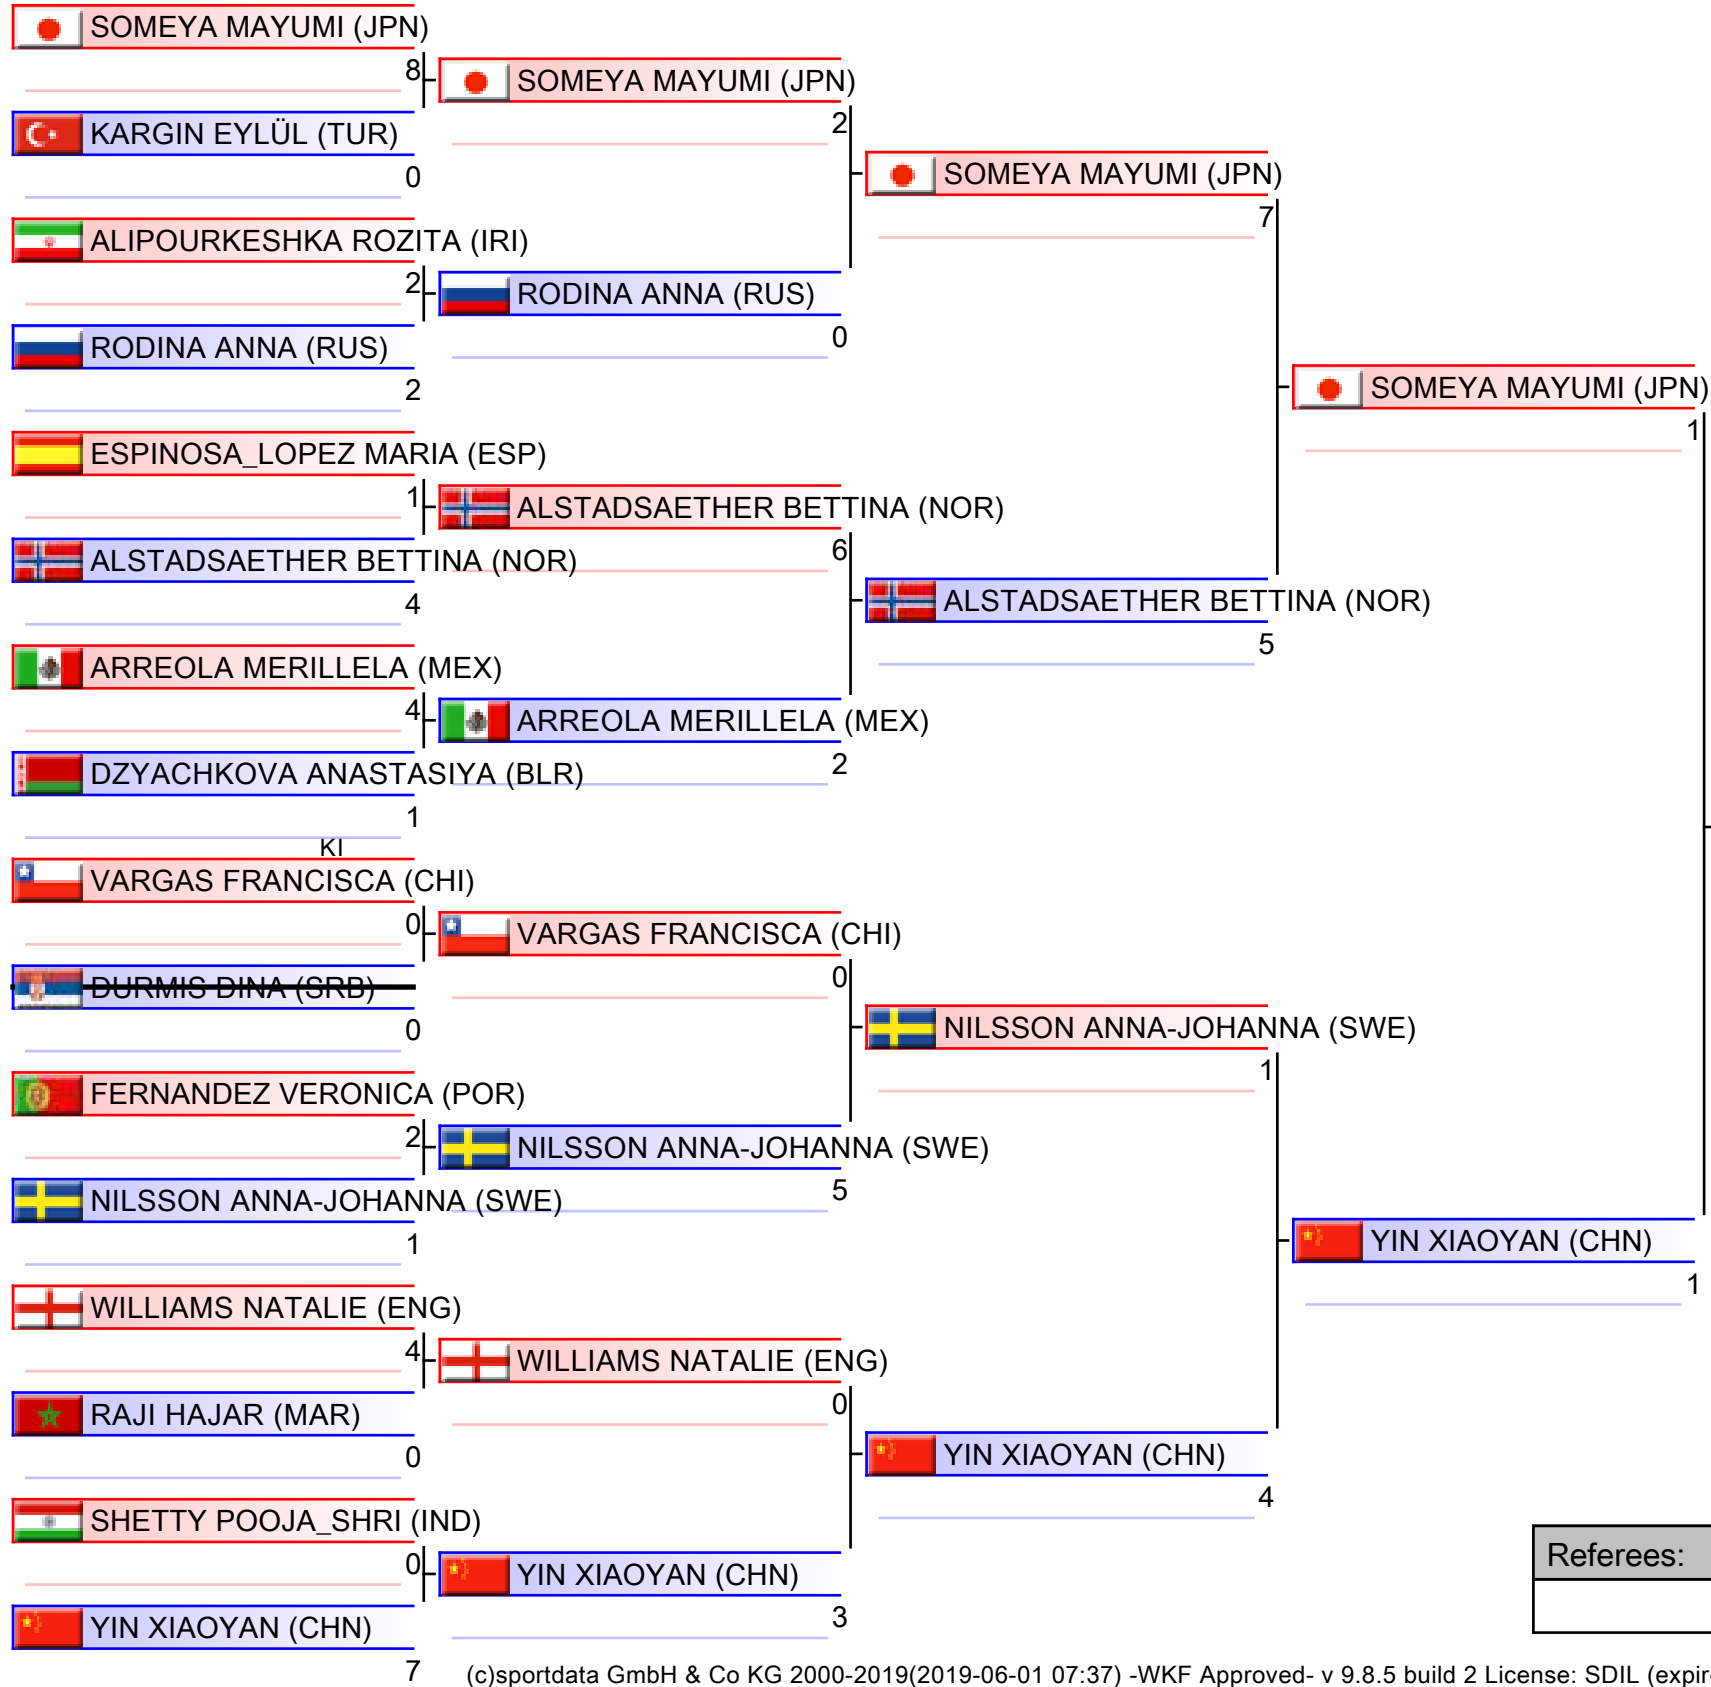 SOMEYA MAYUMI (JPN)
8
KARGIN EYLÜL (TUR)
0
ALIPOURKESHKA ROZITA (IRI)
2
RODINA ANNA (RUS)
2
ESPINOSA_LOPEZ MARIA (ESP)
1
ALSTADSAETHER BETTINA (NOR)
4
ARREOLA MERILLELA (MEX)
4
DZYACHKOVA ANASTASIYA (BLR)
1
KI
VARGAS FRANCISCA (CHI)
0
DURMIS DINA (SRB)
0
FERNANDEZ VERONICA (POR)
2
NILSSON ANNA-JOHANNA (SWE)
1
WILLIAMS NATALIE (ENG)
4
RAJI HAJAR (MAR)
0
SHETTY POOJA_SHRI (IND)
0
YIN XIAOYAN (CHN)
7
SOMEYA MAYUMI (JPN)
2
RODINA ANNA (RUS)
0
ALSTADSAETHER BETTINA (NOR)
6
ARREOLA MERILLELA (MEX)
2
VARGAS FRANCISCA (CHI)
0
NILSSON ANNA-JOHANNA (SWE)
5
WILLIAMS NATALIE (ENG)
0
YIN XIAOYAN (CHN)
3
SOMEYA MAYUMI (JPN)
7
ALSTADSAETHER BETTINA (NOR)
5
NILSSON ANNA-JOHANNA (SWE)
1
YIN XIAOYAN (CHN)
4
SOMEYA MAYUMI (JPN)
1
YIN XIAOYAN (CHN)
1
Referees:
(c)sportdata GmbH & Co KG 2000-2019(2019-06-01 07:37) -WKF Approved- v 9.8.5 build 2 License: SDIL (expir